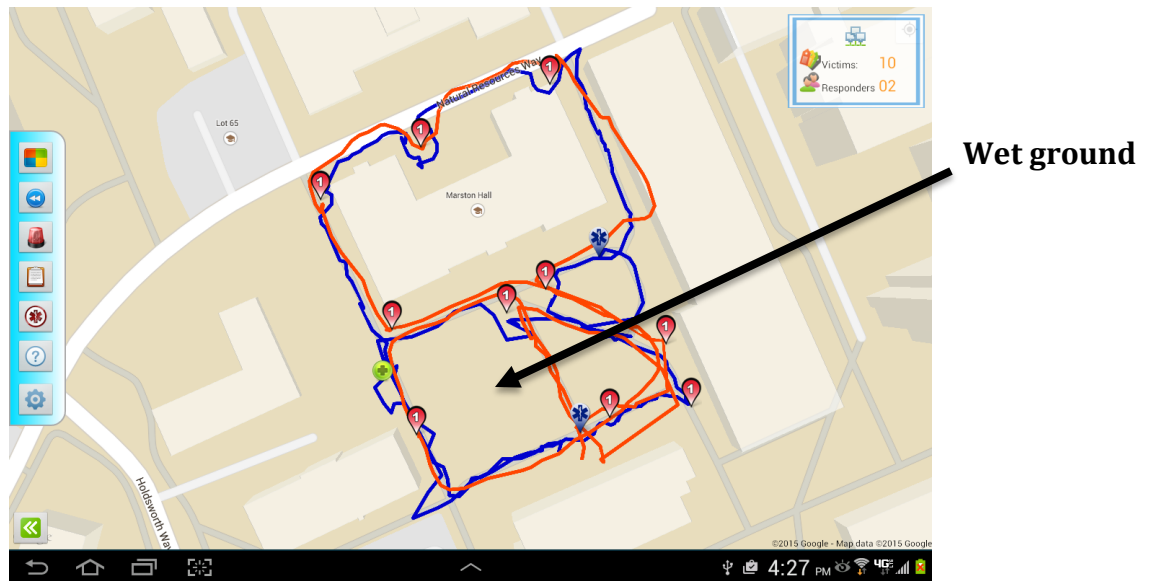 Victims: 10
Responders 02
Natural Resources Way
1
1
Lot 65
1
Marston Hall
Wet ground
1
1
1
1
1
1
1
Holdsworth Way
©2015 Google - Map data ©2015 Google
4:27 PM
4G